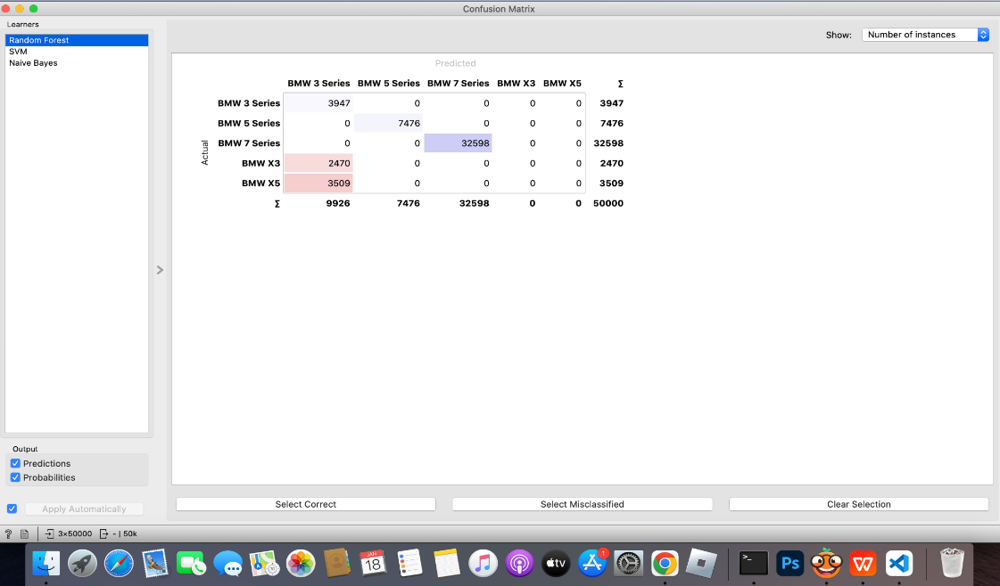 Confusion Matrix
Learners
Random Forest
SVM
Naive Bayes
Show: Number of instances
Predicted
BMW 3 Series BMW 5 Series BMW 7 Series BMW X3 BMW X5 Σ
Actual
BMW 3 Series 3947 0 0 0 0 3947
BMW 5 Series 0 7476 0 0 0 7476
BMW 7 Series 0 0 32598 0 0 32598
BMW X3 2470 0 0 0 0 2470
BMW X5 3509 0 0 0 0 3509
Σ 9926 7476 32598 0 0 50000
Output
Predictions
Probabilities
Apply Automatically
Select Correct Select Misclassified Clear Selection
? 3×50000 - | 50k
JAN
18
tv
1
>_
Ps
W